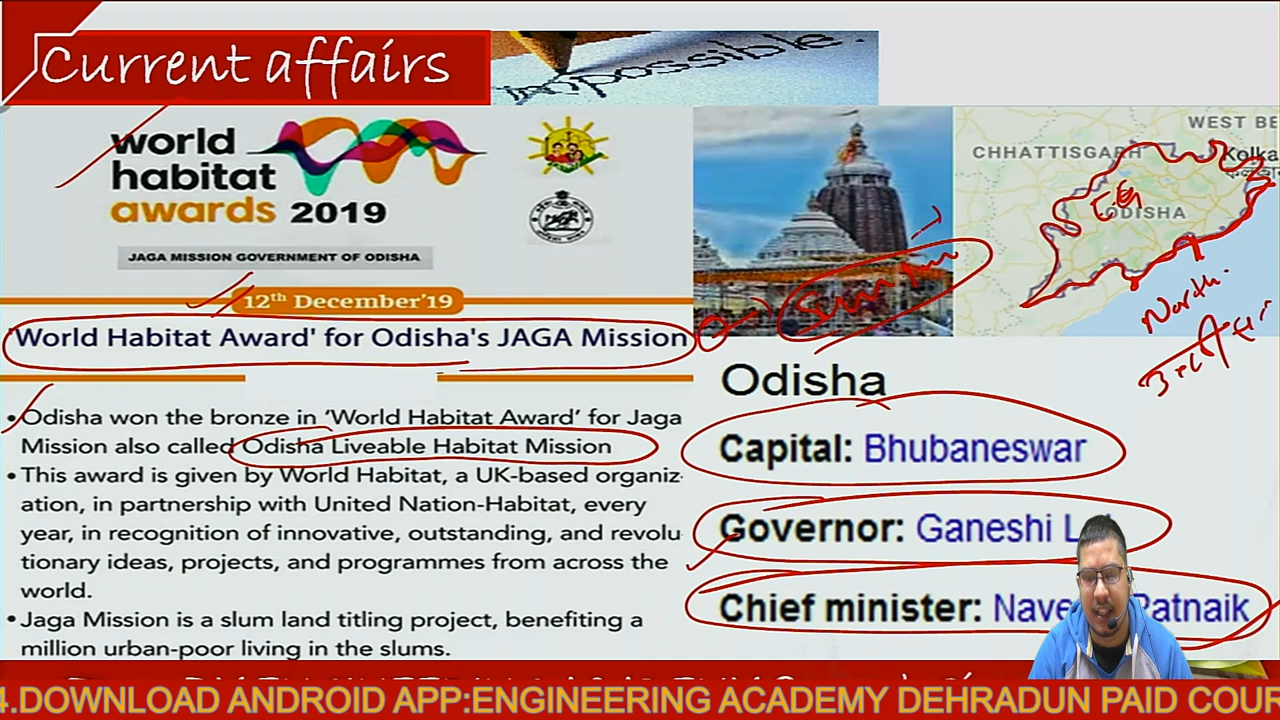 Current affairs
impossible.
world
habitat
awards 2019
JAGA MISSION GOVERNMENT OF ODISHA
12th December'19
'World Habitat Award' for Odisha's JAGA Mission
• Odisha won the bronze in ‘World Habitat Award’ for Jaga
Mission also called Odisha Liveable Habitat Mission
• This award is given by World Habitat, a UK-based organiz-
ation, in partnership with United Nation-Habitat, every
year, in recognition of innovative, outstanding, and revolu-
tionary ideas, projects, and programmes from across the
world.
• Jaga Mission is a slum land titling project, benefiting a
million urban-poor living in the slums.
WEST BE
CHHATTISGARH
Kolka
ODISHA
North
Odisha
Capital: Bhubaneswar
Governor: Ganeshi L
Chief minister: Nave Patnaik
4.DOWNLOAD ANDROID APP:ENGINEERING ACADEMY DEHRADUN PAID COUR